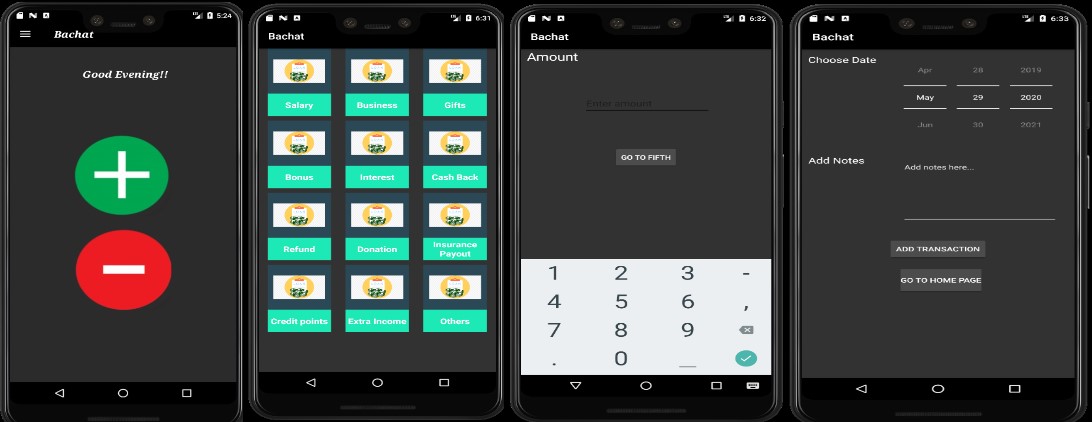 5:24
Bachat
Good Evening!!
6:31
Bachat
Salary Business Gifts
Bonus Interest Cash Back
Refund Donation Insurance Payout
Credit points Extra Income Others
6:32
Bachat
Amount
Enter amount
GO TO FIFTH
1 2 3 -
4 5 6 ,
7 8 9
. 0 _
6:33
Bachat
Choose Date
Apr 28 2019
May 29 2020
Jun 30 2021
Add Notes
Add notes here...
ADD TRANSACTION
GO TO HOME PAGE